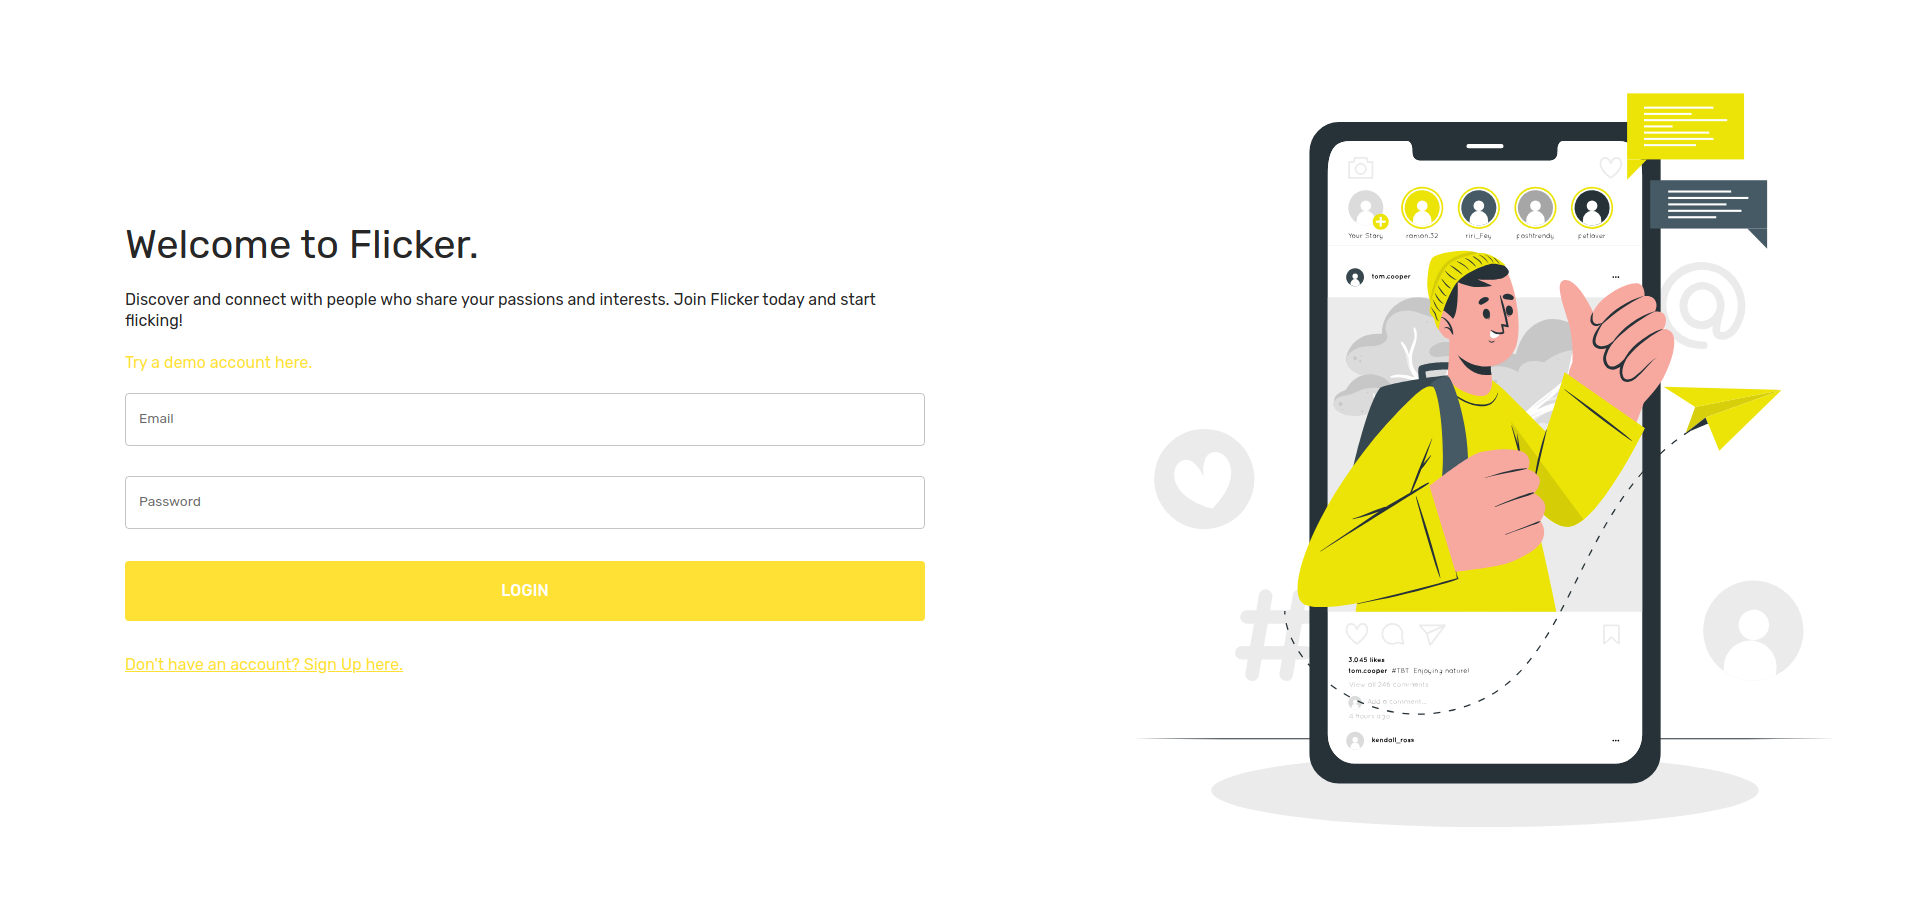 Welcome to Flicker.
Discover and connect with people who share your passions and interests. Join Flicker today and start
flicking!
Try a demo account here.
Email
Password
LOGIN
Don't have an account? Sign Up here.
Your Story
ramon.32
riri_Fey
poshtrendy
petlover
tom.cooper
3.045 likes
tom.cooper #TBT Enjoying nature!
View all 246 comments
Add a comment...
4 hours ago
kendall_ross